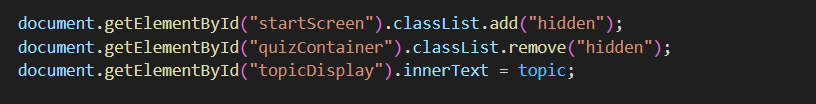 document.getElementById("startScreen").classList.add("hidden");
document.getElementById("quizContainer").classList.remove("hidden");
document.getElementById("topicDisplay").innerText = topic;